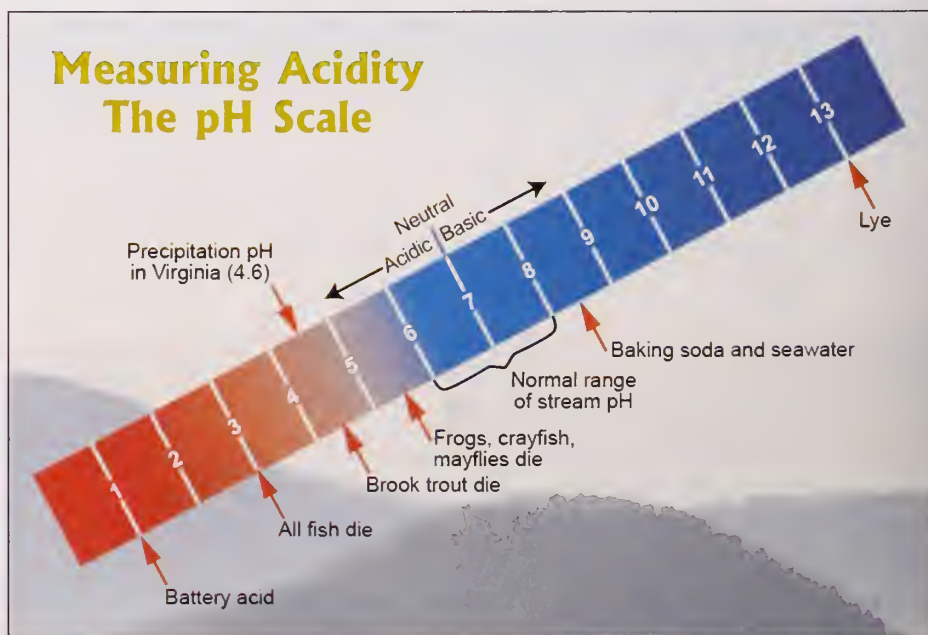 Measuring Acidity
The pH Scale
Neutral
Acidic Basic
Precipitation pH
in Virginia (4.6)
1
2
3
4
5
6
7
8
9
10
11
12
13
Lye
Baking soda and seawater
Normal range
of stream pH
Frogs, crayfish,
mayflies die
Brook trout die
All fish die
Battery acid